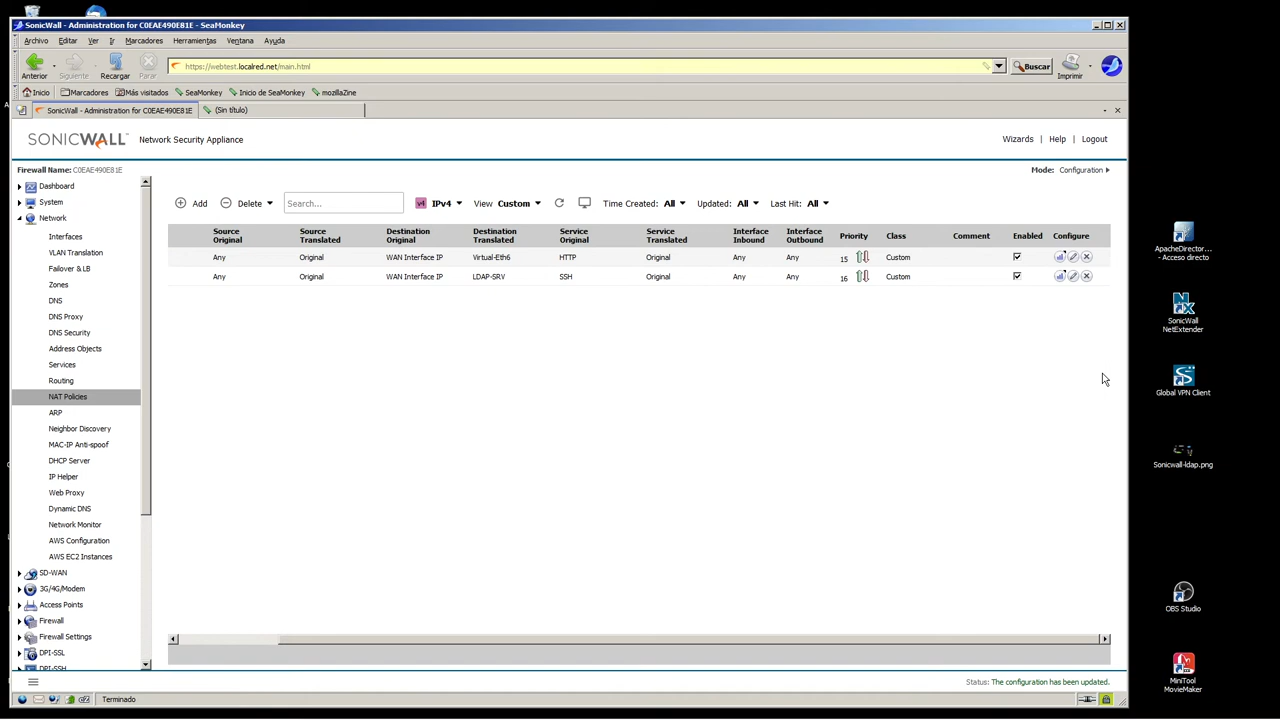 SonicWall - Administration for C0EAE490E81E - SeaMonkey
Archivo Editar Ver Ir Marcadores Herramientas Ventana Ayuda
https://webtest.localred.net/main.html
Buscar
Anterior Siguiente Recargar Parar Imprimir
Inicio Marcadores Más visitados SeaMonkey Inicio de SeaMonkey mozillaZine
SonicWall - Administration for C0EAE490E81E (Sin título)
SONICWALL Network Security Appliance
Wizards | Help | Logout
Firewall Name: C0EAE490E81E
Mode: Configuration
Dashboard
System
Network
Interfaces
VLAN Translation
Failover & LB
Zones
DNS
DNS Proxy
DNS Security
Address Objects
Services
Routing
NAT Policies
ARP
Neighbor Discovery
MAC-IP Anti-spoof
DHCP Server
IP Helper
Web Proxy
Dynamic DNS
Network Monitor
AWS Configuration
AWS EC2 Instances
SD-WAN
3G/4G/Modem
Access Points
Firewall
Firewall Settings
DPI-SSL
DPI-SSH
Add Delete Search... v4 IPv4 View Custom Time Created: All Updated: All Last Hit: All
Source Original Source Translated Destination Original Destination Translated Service Original Service Translated Interface Inbound Interface Outbound Priority Class Comment Enabled Configure
Any Original WAN Interface IP Virtual-Eth6 HTTP Original Any Any 15 Custom
Any Original WAN Interface IP LDAP-SRV SSH Original Any Any 16 Custom
Status: The configuration has been updated.
Terminado
ApacheDirector...
- Acceso directo
SonicWall
NetExtender
Global VPN Client
Sonicwall-ldap.png
OBS Studio
MiniTool
MovieMaker